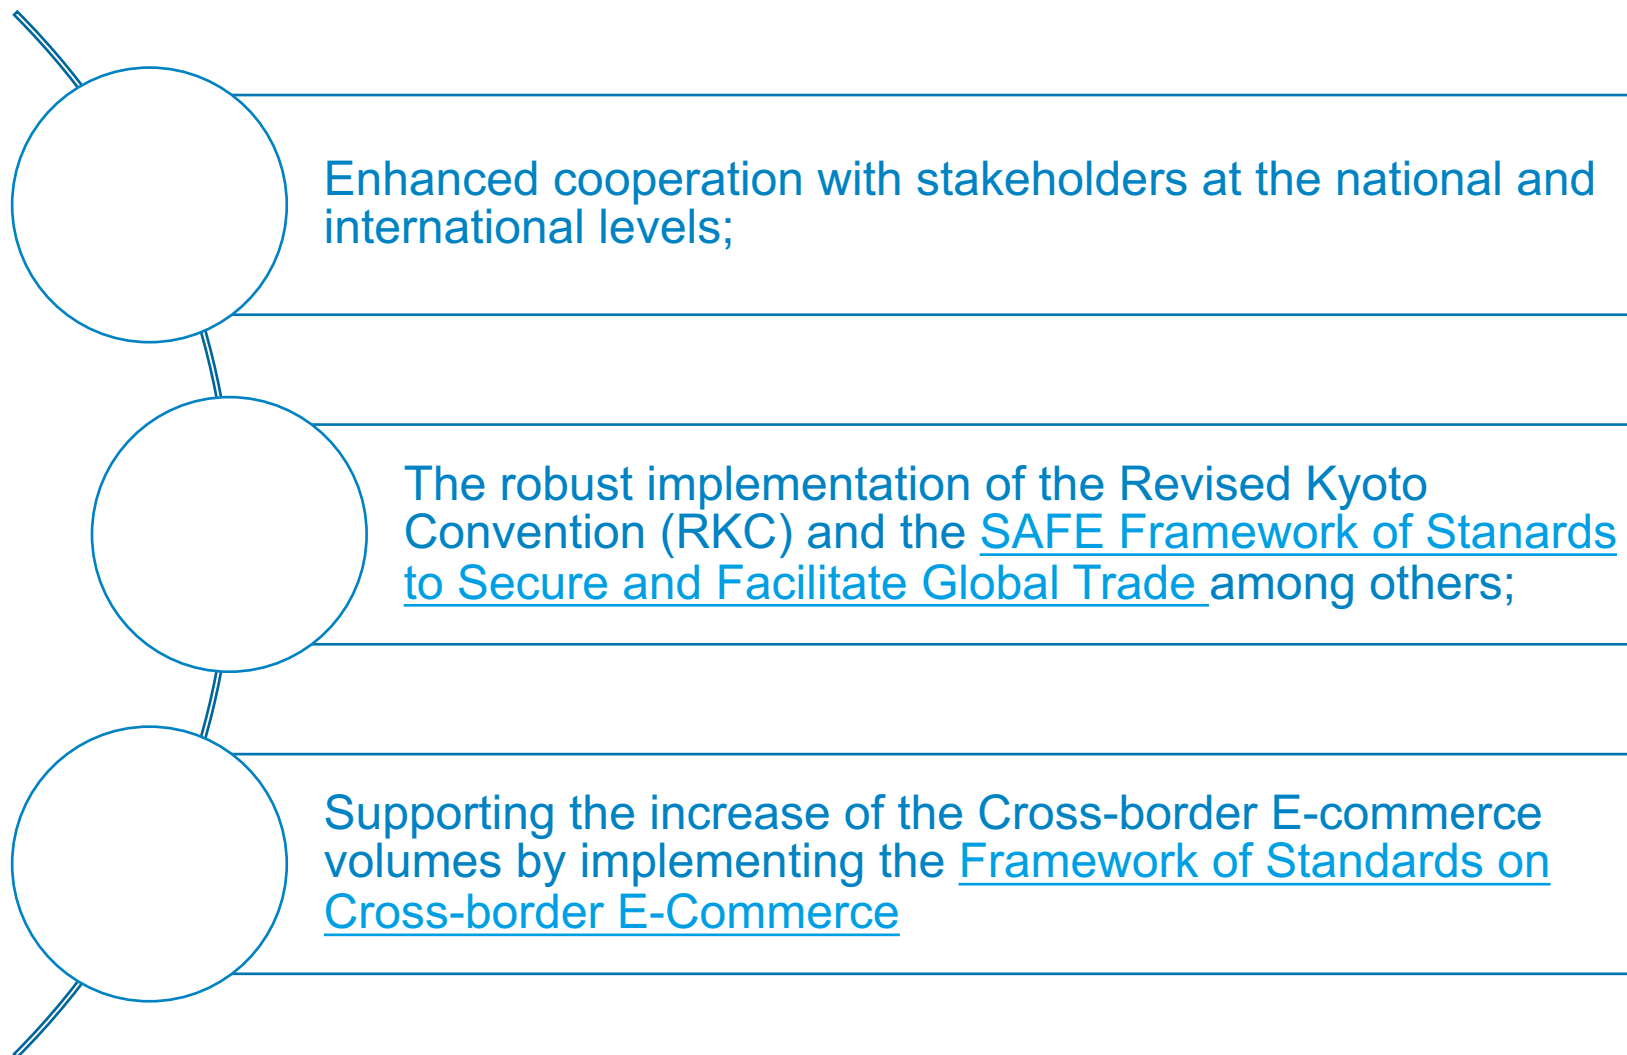 Enhanced cooperation with stakeholders at the national and
international levels;
The robust implementation of the Revised Kyoto
Convention (RKC) and the SAFE Framework of Stanards
to Secure and Facilitate Global Trade among others;
Supporting the increase of the Cross-border E-commerce
volumes by implementing the Framework of Standards on
Cross-border E-Commerce